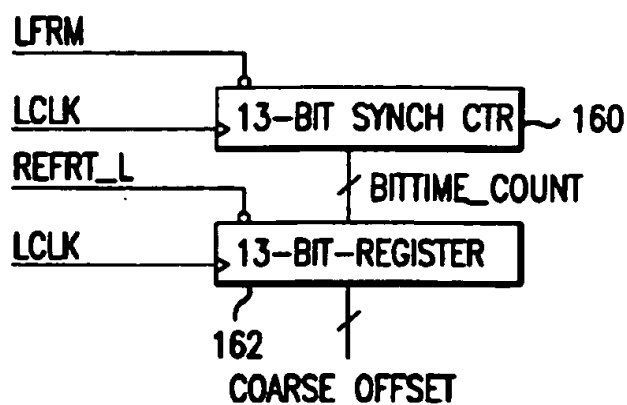 LFRM
LCLK
13-BIT SYNCH CTR
160
REFRT_L
BITTIME_COUNT
LCLK
13-BIT-REGISTER
162
COARSE OFFSET